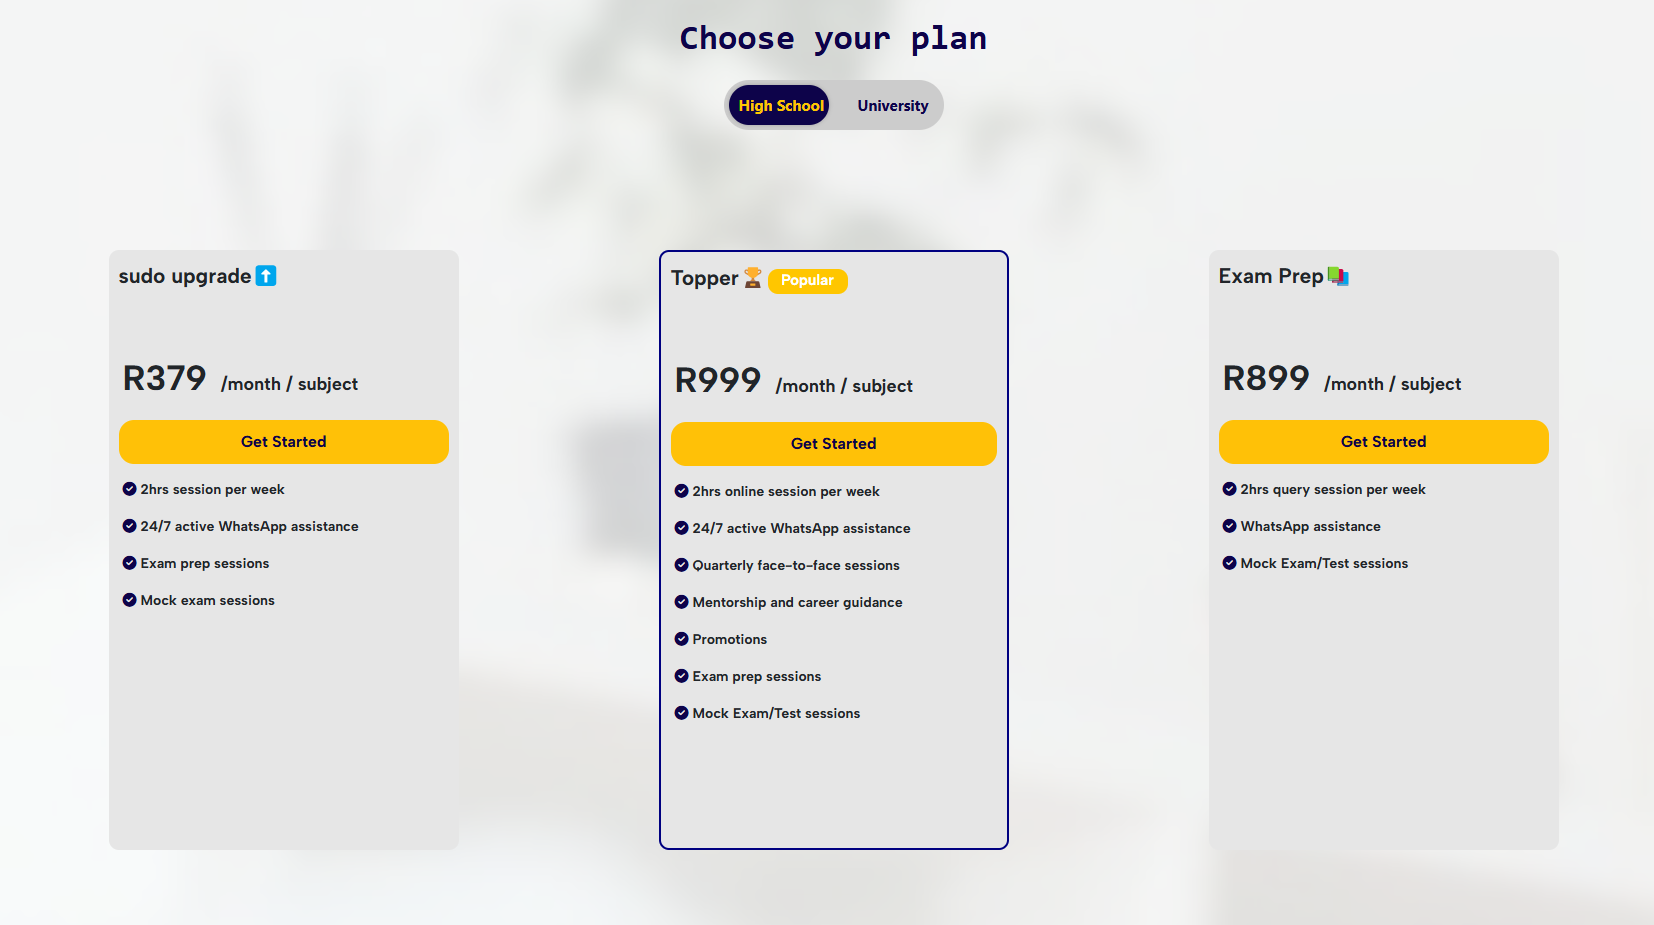 Choose your plan
High School
University
sudo upgrade⬆️
R379 /month / subject
Get Started
2hrs session per week
24/7 active WhatsApp assistance
Exam prep sessions
Mock exam sessions
Topper🏆 Popular
R999 /month / subject
Get Started
2hrs online session per week
24/7 active WhatsApp assistance
Quarterly face-to-face sessions
Mentorship and career guidance
Promotions
Exam prep sessions
Mock Exam/Test sessions
Exam Prep📚
R899 /month / subject
Get Started
2hrs query session per week
WhatsApp assistance
Mock Exam/Test sessions